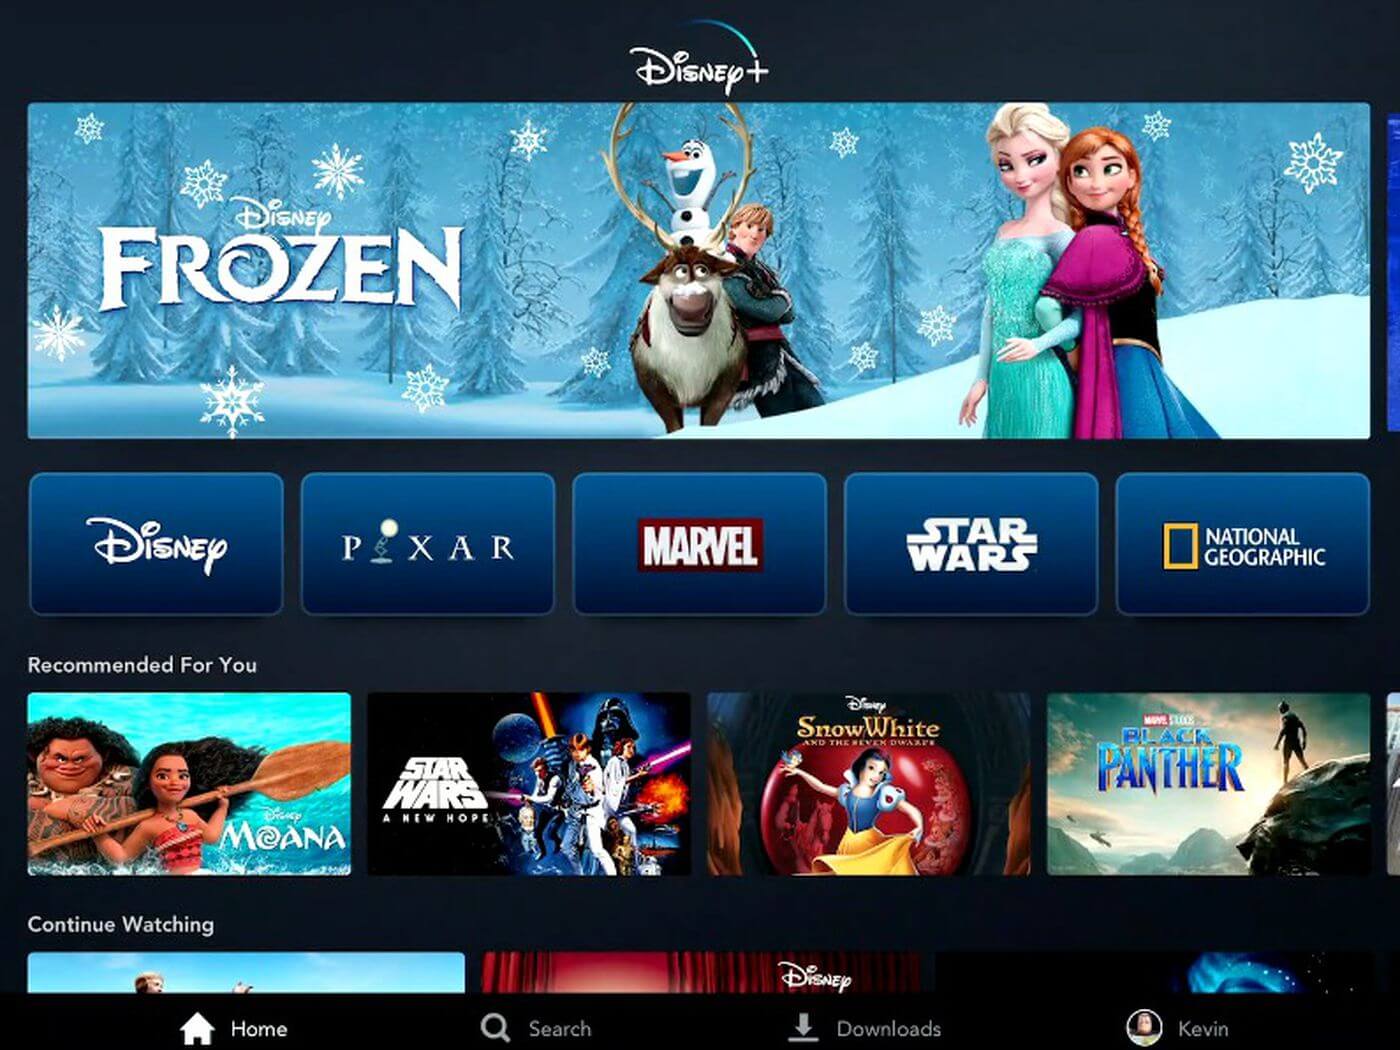 Disney+
Disney
FROZEN
Disney
PIXAR
MARVEL
STAR
WARS
NATIONAL
GEOGRAPHIC
Recommended For You
Disney
MOANA
STAR
WARS
A NEW HOPE
Disney
SNOW WHITE
AND THE SEVEN DWARFS
MARVEL STUDIOS
BLACK
PANTHER
Continue Watching
Disney
Home
Search
Downloads
Kevin